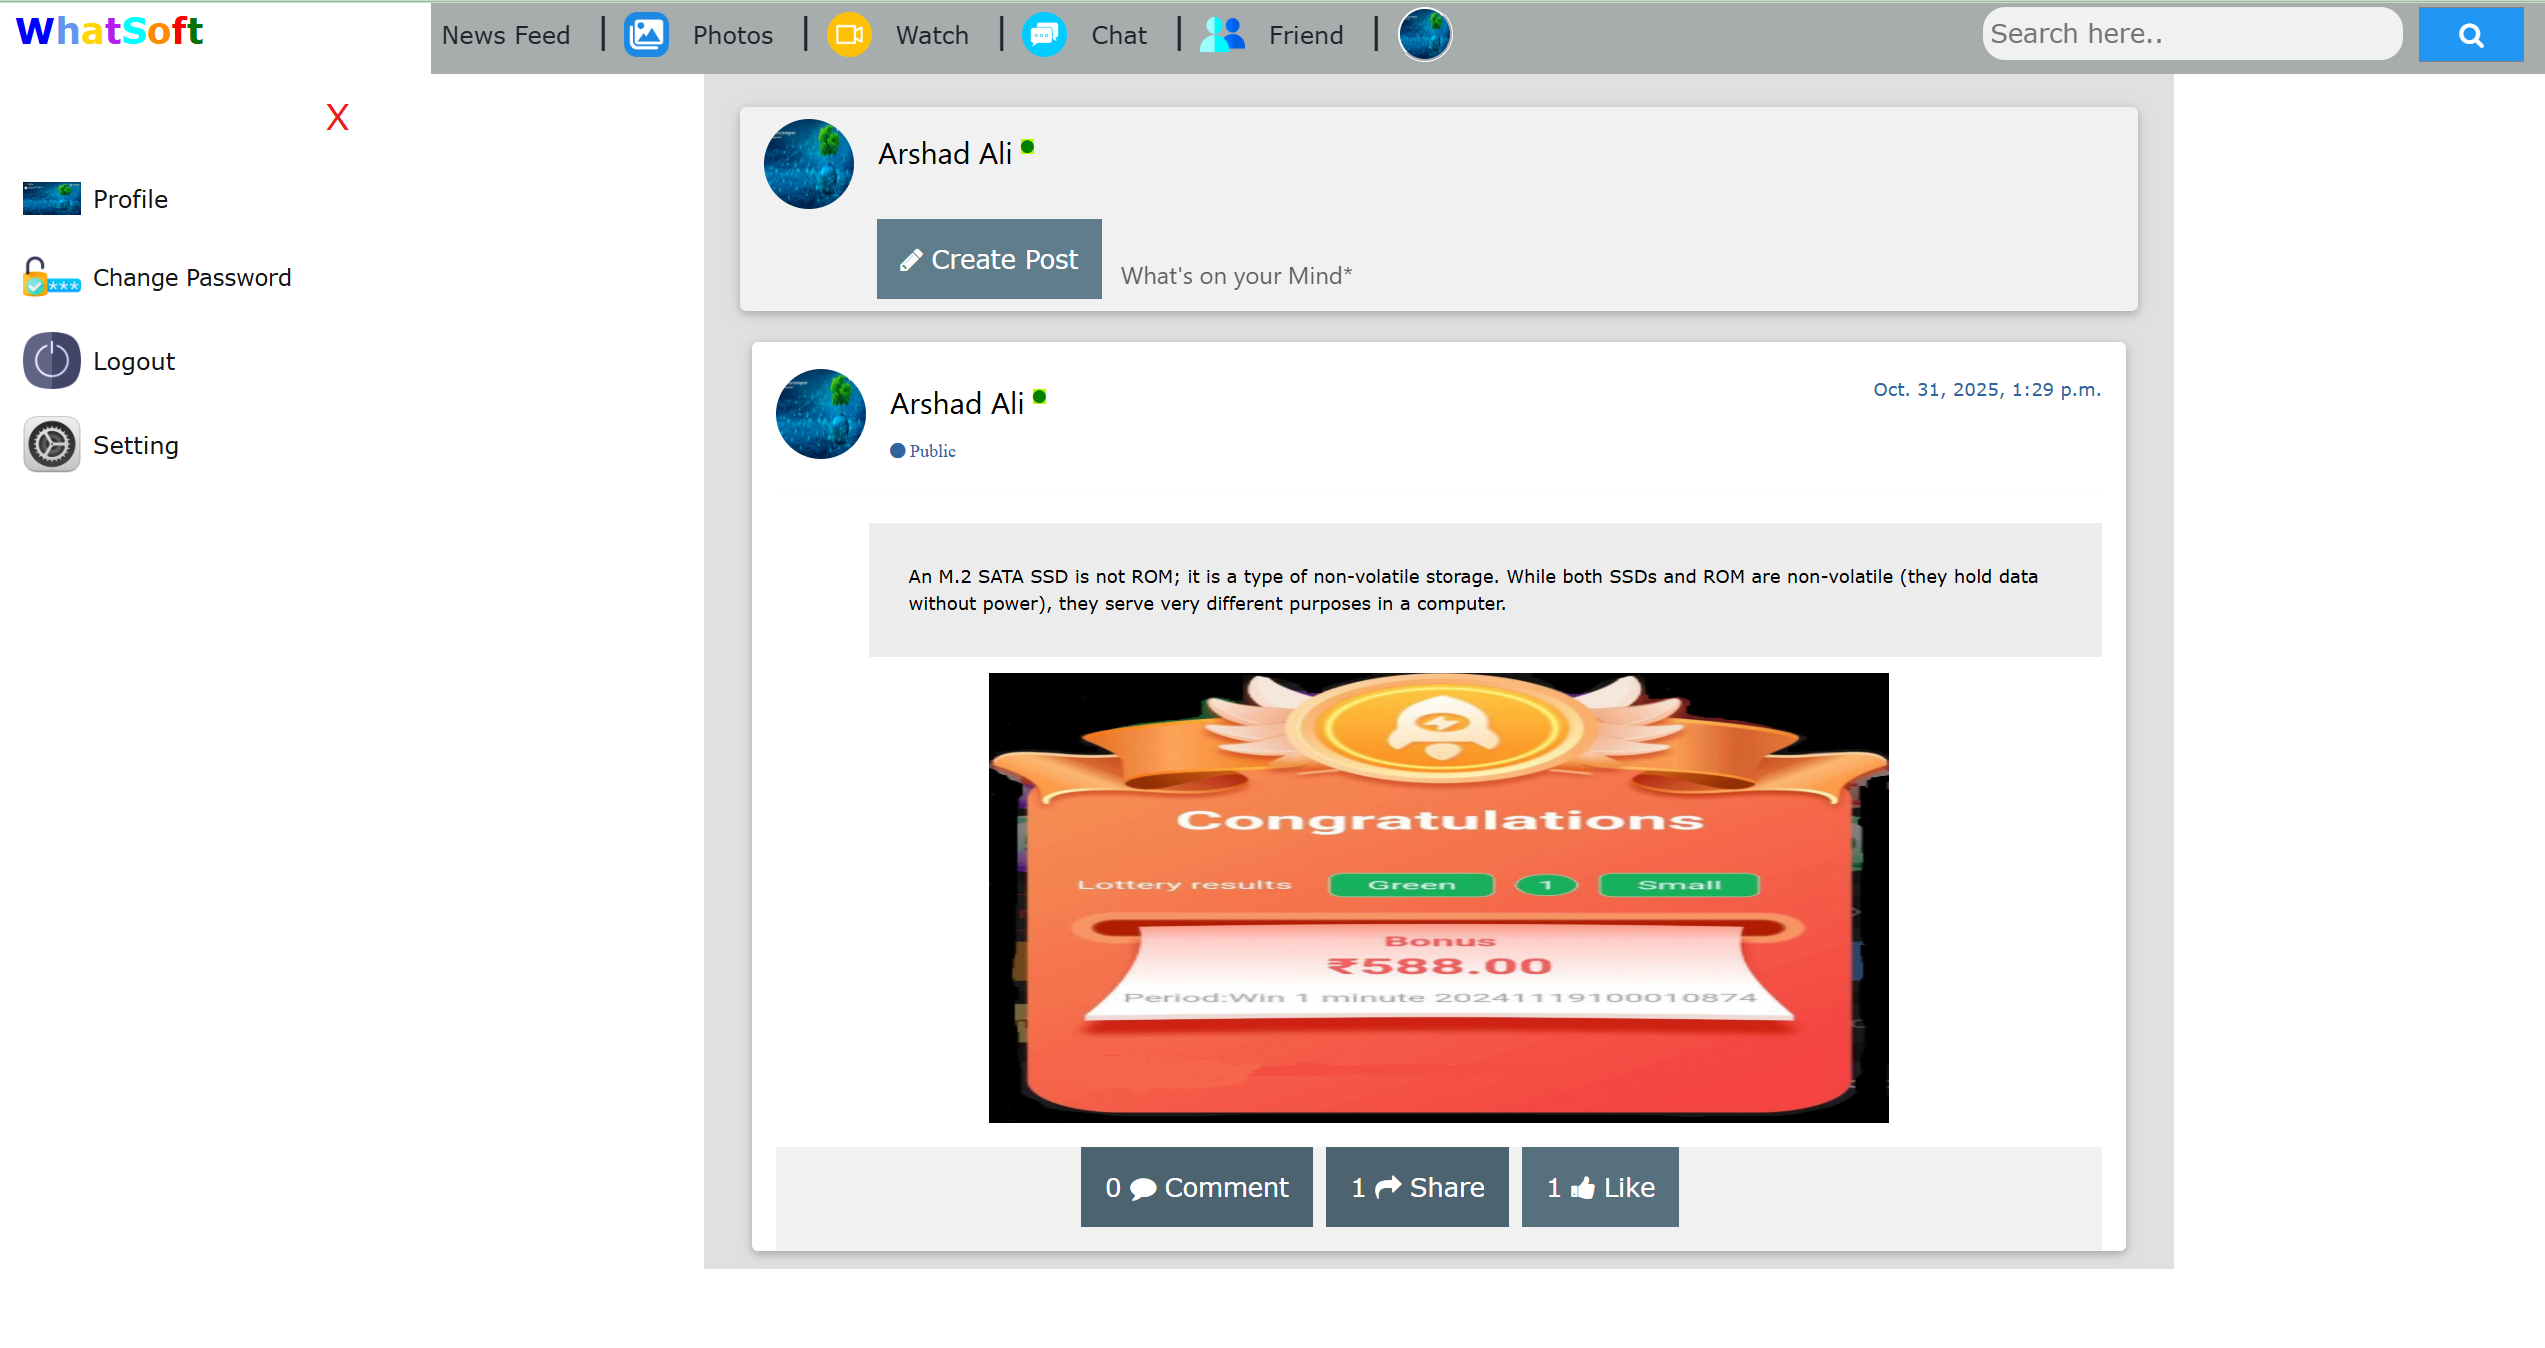 WhatSoft
News Feed | Photos | Watch | Chat | Friend |
Search here..
X
Profile
Change Password
Logout
Setting
Arshad Ali
Create Post
What's on your Mind*
Arshad Ali
Oct. 31, 2025, 1:29 p.m.
Public
An M.2 SATA SSD is not ROM; it is a type of non-volatile storage. While both SSDs and ROM are non-volatile (they hold data
without power), they serve very different purposes in a computer.
Congratulations
Lottery results Green 1 Small
Bonus
₹588.00
Period:Win 1 minute 20241119100010874
0 Comment
1 Share
1 Like